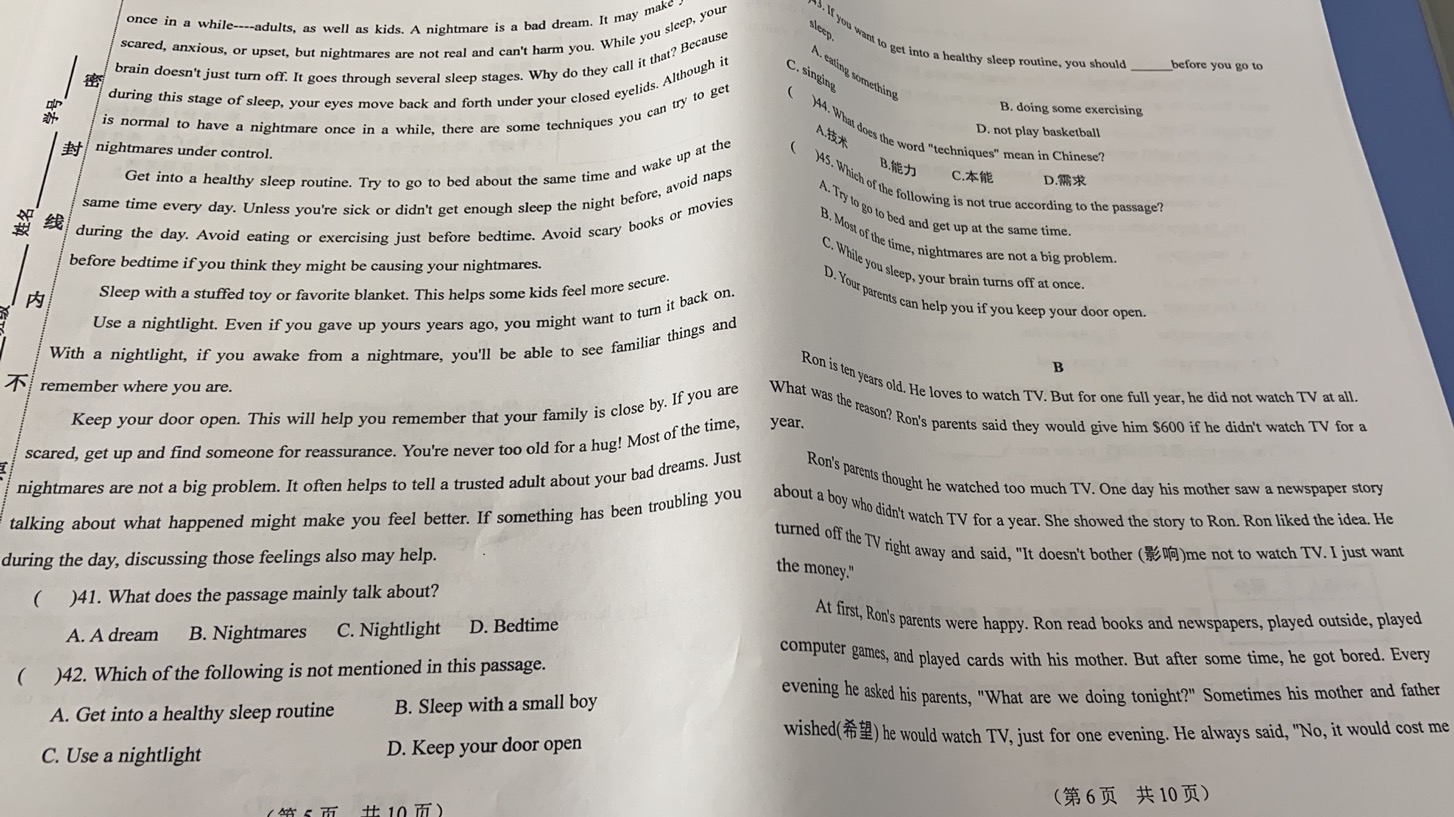 once in a while----adults, as well as kids. A nightmare is a bad dream. It may make
scared, anxious, or upset, but nightmares are not real and can't harm you. While you sleep, your
brain doesn't just turn off. It goes through several sleep stages. Why do they call it that? Because
during this stage of sleep, your eyes move back and forth under your closed eyelids. Although it
is normal to have a nightmare once in a while, there are some techniques you can try to get
nightmares under control.
Get into a healthy sleep routine. Try to go to bed about the same time and wake up at the
same time every day. Unless you're sick or didn't get enough sleep the night before, avoid naps
during the day. Avoid eating or exercising just before bedtime. Avoid scary books or movies
before bedtime if you think they might be causing your nightmares.
Sleep with a stuffed toy or favorite blanket. This helps some kids feel more secure.
Use a nightlight. Even if you gave up yours years ago, you might want to turn it back on.
With a nightlight, if you awake from a nightmare, you'll be able to see familiar things and
remember where you are.
Keep your door open. This will help you remember that your family is close by. If you are
scared, get up and find someone for reassurance. You're never too old for a hug! Most of the time,
nightmares are not a big problem. It often helps to tell a trusted adult about your bad dreams. Just
talking about what happened might make you feel better. If something has been troubling you
during the day, discussing those feelings also may help.
( )41. What does the passage mainly talk about?
A. A dream B. Nightmares C. Nightlight D. Bedtime
( )42. Which of the following is not mentioned in this passage.
A. Get into a healthy sleep routine B. Sleep with a small boy
C. Use a nightlight D. Keep your door open
(第 5 页 共 10 页)
密
学号
封
姓名
线
内
不
43. If you want to get into a healthy sleep routine, you should ______before you go to
sleep.
A. eating something B. doing some exercising
C. singing D. not play basketball
( )44. What does the word "techniques" mean in Chinese?
A.技术 B.能力 C.本能 D.需求
( )45. Which of the following is not true according to the passage?
A. Try to go to bed and get up at the same time.
B. Most of the time, nightmares are not a big problem.
C. While you sleep, your brain turns off at once.
D. Your parents can help you if you keep your door open.
B
Ron is ten years old. He loves to watch TV. But for one full year, he did not watch TV at all.
What was the reason? Ron's parents said they would give him $600 if he didn't watch TV for a
year.
Ron's parents thought he watched too much TV. One day his mother saw a newspaper story
about a boy who didn't watch TV for a year. She showed the story to Ron. Ron liked the idea. He
turned off the TV right away and said, "It doesn't bother (影响)me not to watch TV. I just want
the money."
At first, Ron's parents were happy. Ron read books and newspapers, played outside, played
computer games, and played cards with his mother. But after some time, he got bored. Every
evening he asked his parents, "What are we doing tonight?" Sometimes his mother and father
wished(希望) he would watch TV, just for one evening. He always said, "No, it would cost me
(第 6 页 共 10 页)